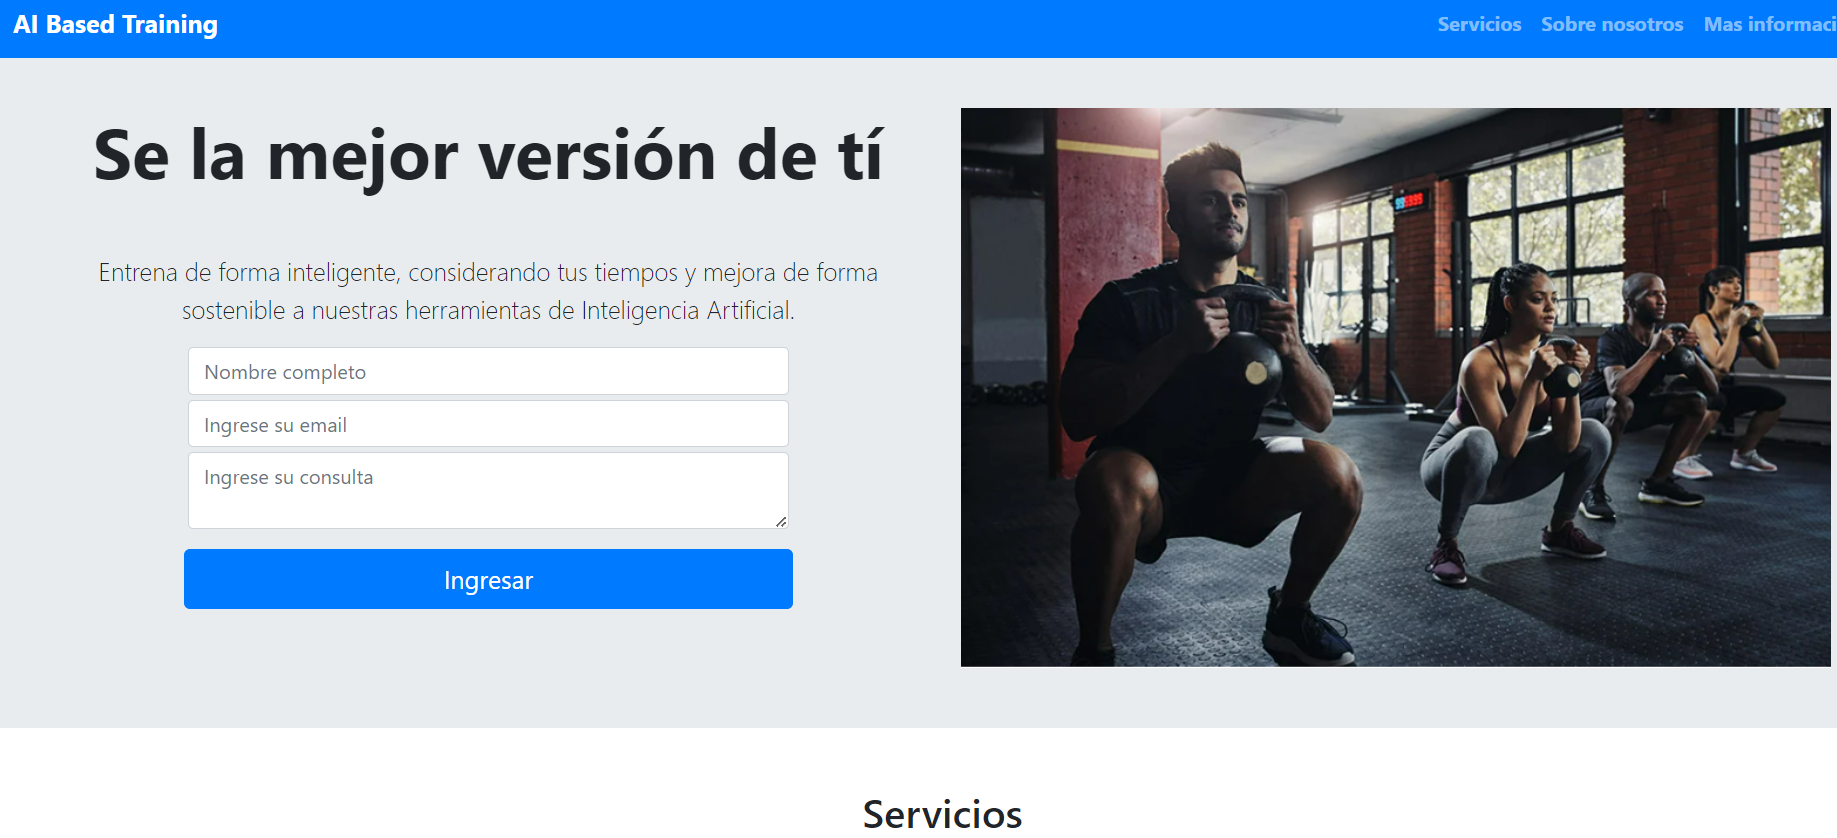 AI Based Training
Servicios Sobre nosotros Mas informaci
Se la mejor versión de tí
Entrena de forma inteligente, considerando tus tiempos y mejora de forma
sostenible a nuestras herramientas de Inteligencia Artificial.
Nombre completo
Ingrese su email
Ingrese su consulta
Ingresar
Servicios